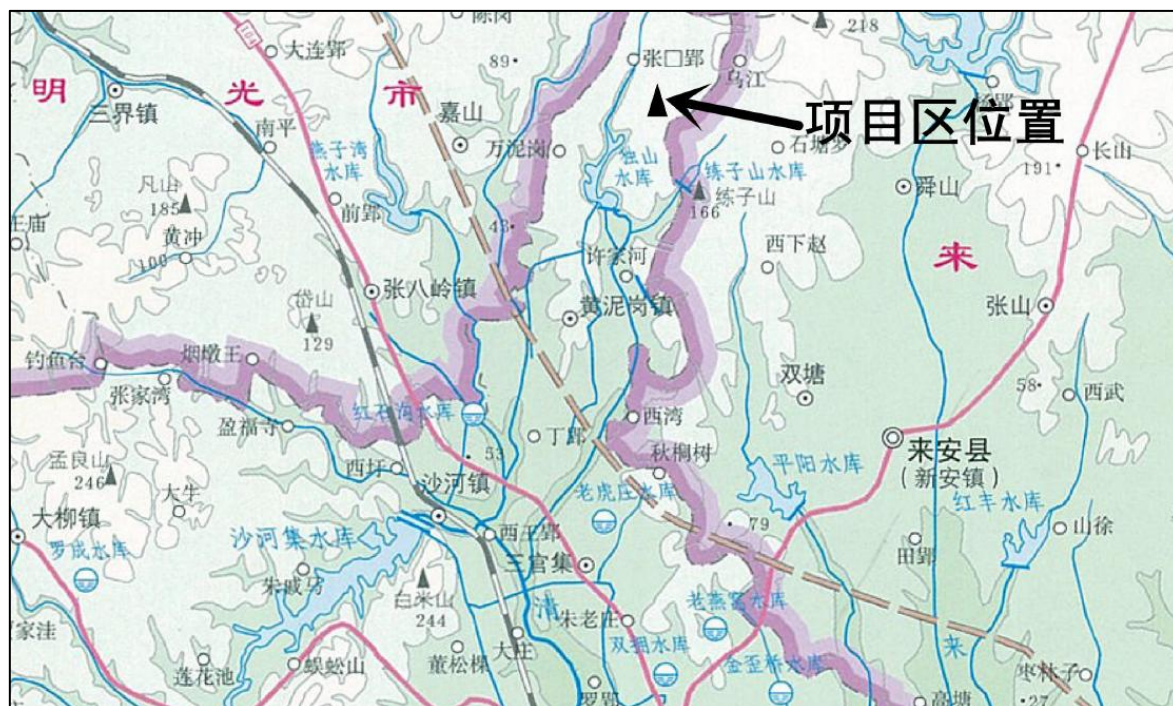 104
陈岗
218
大连郢
89
张□郢
乌江
明光市
三界镇
嘉山
项目区位置
杨郢
南平
燕子湾
水库
万泥岗
独山
水库
石塘
练子山水库
191
长山
凡山
185
前郢
43
166
练子山
舜山
王庙
黄冲
100
许家河
西下赵
来
岱山
129
张八岭镇
黄泥岗镇
张山
钓鱼台
烟墩王
张家湾
双塘
58
西武
盈福寺
红石沟水库
丁郢
西湾
孟良山
246
西圩
53
秋桐树
平阳水库
来安县
(新安镇)
大牛
沙河镇
老虎庄水库
红丰水库
大柳镇
罗成水库
沙河集水库
西王郢
79
田郢
山徐
朱戚马
三官集
白米山
244
清
朱老庄
老燕窝水库
家洼
莲花池
蜈蚣山
董松棵
大庄
双拥水库
金歪桥水库
来
枣林子
罗郢
高塘
27